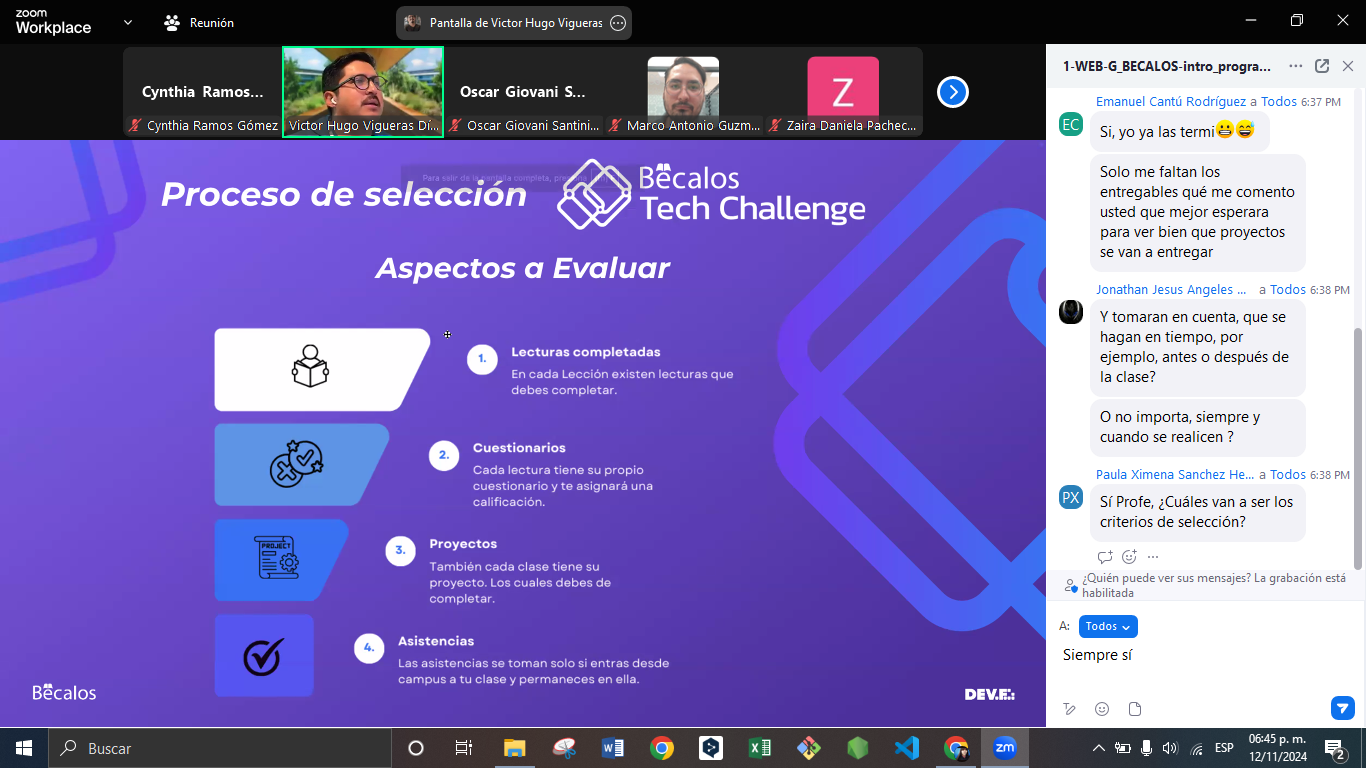 zoom
Workplace
Reunión
Pantalla de Victor Hugo Vigueras
Cynthia Ramos...
Cynthia Ramos Gómez
Victor Hugo Vigueras Di...
Oscar Giovani S...
Oscar Giovani Santini...
Marco Antonio Guzm...
Z
Zaira Daniela Pachec...
Para salir de la pantalla completa, pres
Proceso de selección
Bécalos
Tech Challenge
Aspectos a Evaluar
1.
Lecturas completadas
En cada Lección existen lecturas que
debes completar.
2.
Cuestionarios
Cada lectura tiene su propio
cuestionario y te asignará una
calificación.
PROJECT
3.
Proyectos
También cada clase tiene su
proyecto. Los cuales debes de
completar.
4.
Asistencias
Las asistencias se toman solo si entras desde
campus a tu clase y permaneces en ella.
Bécalos
DEV.F.:
1-WEB-G_BECALOS-intro_progra...
Emanuel Cantú Rodríguez a Todos 6:37 PM
EC
Si, yo ya las termi😬😅
Solo me faltan los
entregables qué me comento
usted que mejor esperara
para ver bien que proyectos
se van a entregar
Jonathan Jesus Angeles ... a Todos 6:38 PM
Y tomaran en cuenta, que se
hagan en tiempo, por
ejemplo, antes o después de
la clase?
O no importa, siempre y
cuando se realicen ?
Paula Ximena Sanchez He... a Todos 6:38 PM
PX
Sí Profe, ¿Cuáles van a ser los
criterios de selección?
¿Quién puede ver sus mensajes? La grabación está
habilitada
A: Todos
Siempre sí
Buscar
zm
ESP
06:45 p. m.
12/11/2024
2